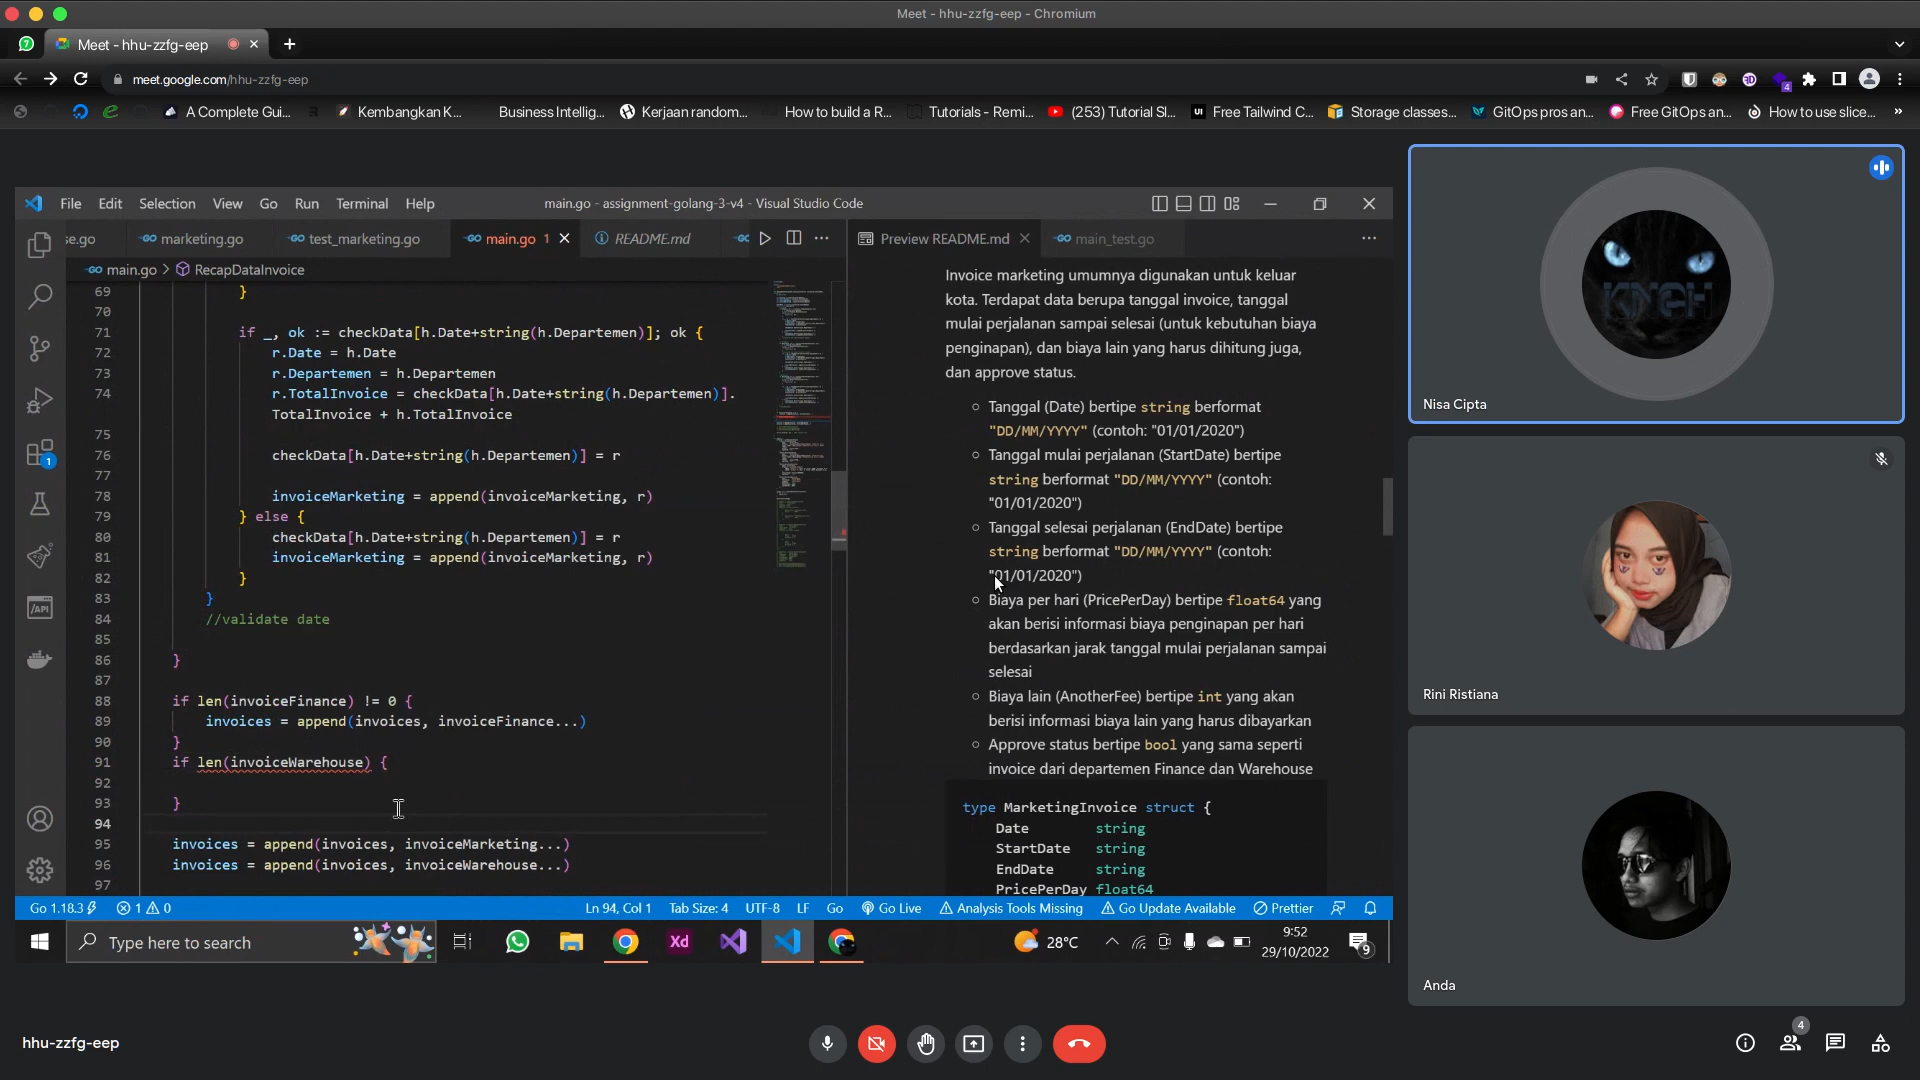 Meet - hhu-zzfg-eep - Chromium
Meet - hhu-zzfg-eep
meet.google.com/hhu-zzfg-eep
4
A Complete Gui...
Kembangkan K...
Business Intellig...
Kerjaan random...
How to build a R...
Tutorials - Remi...
(253) Tutorial Sl...
UI
Free Tailwind C...
Storage classes...
GitOps pros an...
Free GitOps an...
How to use slice...
»
File Edit Selection View Go Run Terminal Help
main.go - assignment-golang-3-v4 - Visual Studio Code
se.go
marketing.go
test_marketing.go
main.go 1
README.md
Preview README.md
main_test.go
main.go > RecapDataInvoice
69 }
70
71 if _, ok := checkData[h.Date+string(h.Departemen)]; ok {
72 r.Date = h.Date
73 r.Departemen = h.Departemen
74 r.TotalInvoice = checkData[h.Date+string(h.Departemen)].
TotalInvoice + h.TotalInvoice
75
76 checkData[h.Date+string(h.Departemen)] = r
77
78 invoiceMarketing = append(invoiceMarketing, r)
79 } else {
80 checkData[h.Date+string(h.Departemen)] = r
81 invoiceMarketing = append(invoiceMarketing, r)
82 }
83 }
84 //validate date
85
86 }
87
88 if len(invoiceFinance) != 0 {
89 invoices = append(invoices, invoiceFinance...)
90 }
91 if len(invoiceWarehouse) {
92
93 }
94
95 invoices = append(invoices, invoiceMarketing...)
96 invoices = append(invoices, invoiceWarehouse...)
97
Invoice marketing umumnya digunakan untuk keluar
kota. Terdapat data berupa tanggal invoice, tanggal
mulai perjalanan sampai selesai (untuk kebutuhan biaya
penginapan), dan biaya lain yang harus dihitung juga,
dan approve status.
Tanggal (Date) bertipe string berformat
"DD/MM/YYYY" (contoh: "01/01/2020")
Tanggal mulai perjalanan (StartDate) bertipe
string berformat "DD/MM/YYYY" (contoh:
"01/01/2020")
Tanggal selesai perjalanan (EndDate) bertipe
string berformat "DD/MM/YYYY" (contoh:
"01/01/2020")
Biaya per hari (PricePerDay) bertipe float64 yang
akan berisi informasi biaya penginapan per hari
berdasarkan jarak tanggal mulai perjalanan sampai
selesai
Biaya lain (AnotherFee) bertipe int yang akan
berisi informasi biaya lain yang harus dibayarkan
Approve status bertipe bool yang sama seperti
invoice dari departemen Finance dan Warehouse
type MarketingInvoice struct {
Date string
StartDate string
EndDate string
PricePerDay float64
1
/API
Go 1.18.3
1 0
Ln 94, Col 1
Tab Size: 4
UTF-8
LF
Go
Go Live
Analysis Tools Missing
Go Update Available
Prettier
Type here to search
Xd
28°C
9:52
29/10/2022
9
KNEH
Nisa Cipta
Rini Ristiana
Anda
hhu-zzfg-eep
4